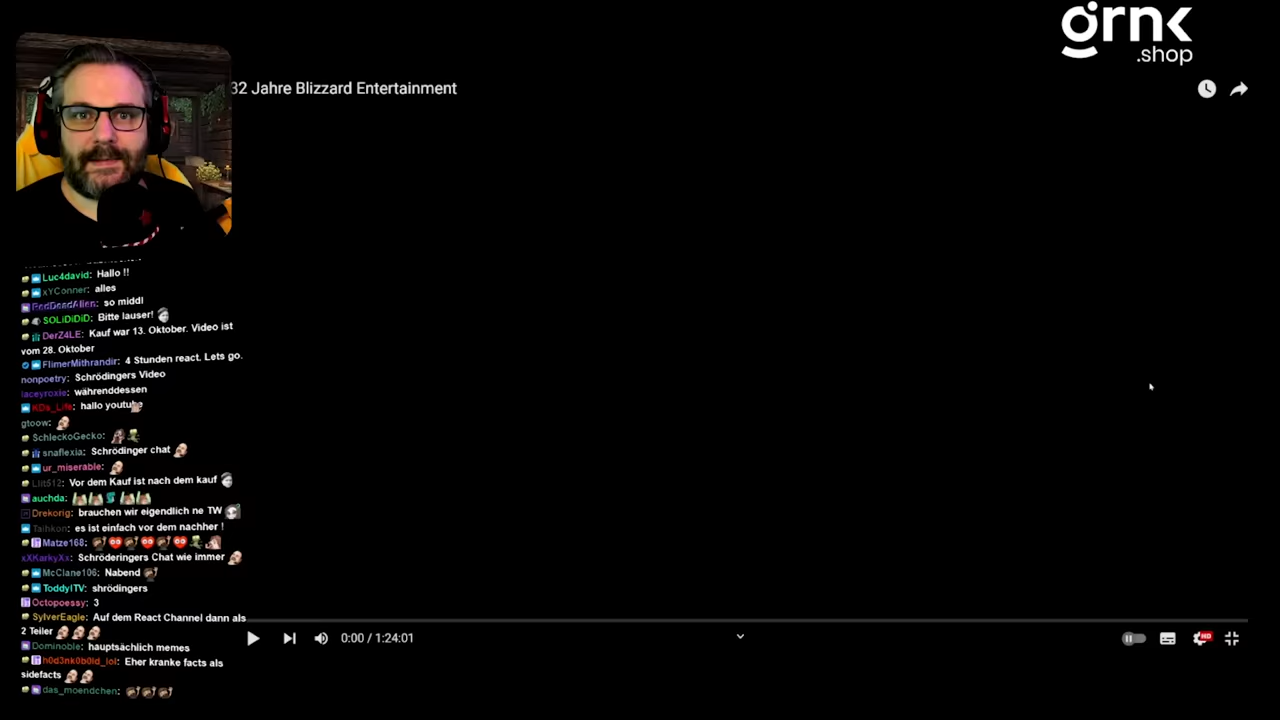 grnk
.shop
32 Jahre Blizzard Entertainment
Luc4david: Hallo !!
xYConner: alles
RedDeadAlien: so middl
SOLiDiDiD: Bitte lauser!
DerZ4LE: Kauf war 13. Oktober. Video ist
vom 28. Oktober
FlimerMithrandir: 4 Stunden react. Lets go.
nonpoetry: Schrödingers Video
laceyroxie: währenddessen
KDs_Life: hallo youtube
gtoow:
SchleckoGecko:
snaflexia: Schrödinger chat
ur_miserable:
Llit512: Vor dem Kauf ist nach dem kauf
auchda:
Drekorig: brauchen wir eigendlich ne TW
Taihkon: es ist einfach vor dem nachher !
Matze168:
xXKarkyXx: Schröderingers Chat wie immer
McClane106: Nabend
ToddyITV: shrödingers
Octopoessy: 3
SylverEagle: Auf dem React Channel dann als
2 Teiler
Dominoble: hauptsächlich memes
h0d3nk0b0ld_lol: Eher kranke facts als
sidefacts
das_moendchen:
0:00 / 1:24:01
HD